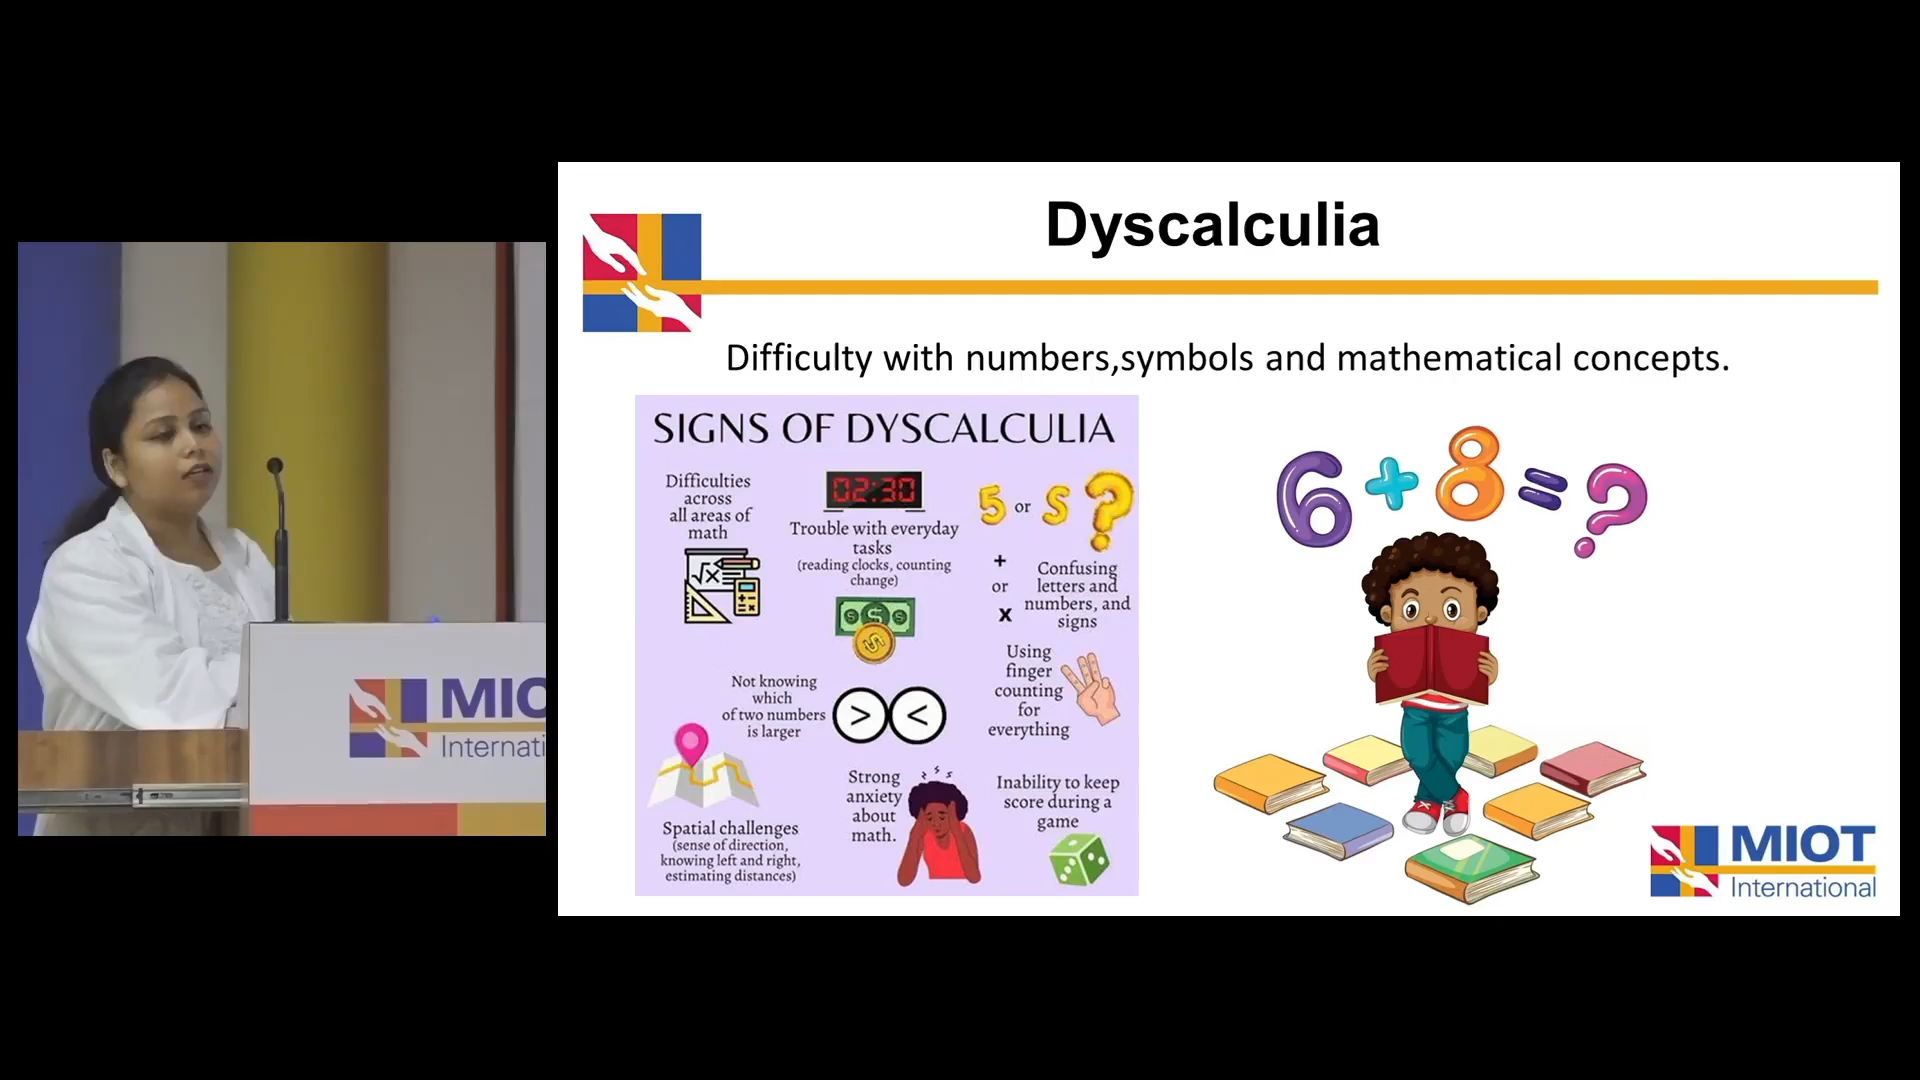 Dyscalculia
Difficulty with numbers,symbols and mathematical concepts.
SIGNS OF DYSCALCULIA
Difficulties
across
all areas of
math
02:30
Trouble with everyday
tasks
(reading clocks, counting
change)
5 or S ?
+
or
x
Confusing
letters and
numbers, and
signs
Not knowing
which
of two numbers
is larger
> <
Using
finger
counting
for
everything
Spatial challenges
(sense of direction,
knowing left and right,
estimating distances)
Strong
anxiety
about
math.
Inability to keep
score during a
game
6 + 8 = ?
MIOT
International
MIO
Internati